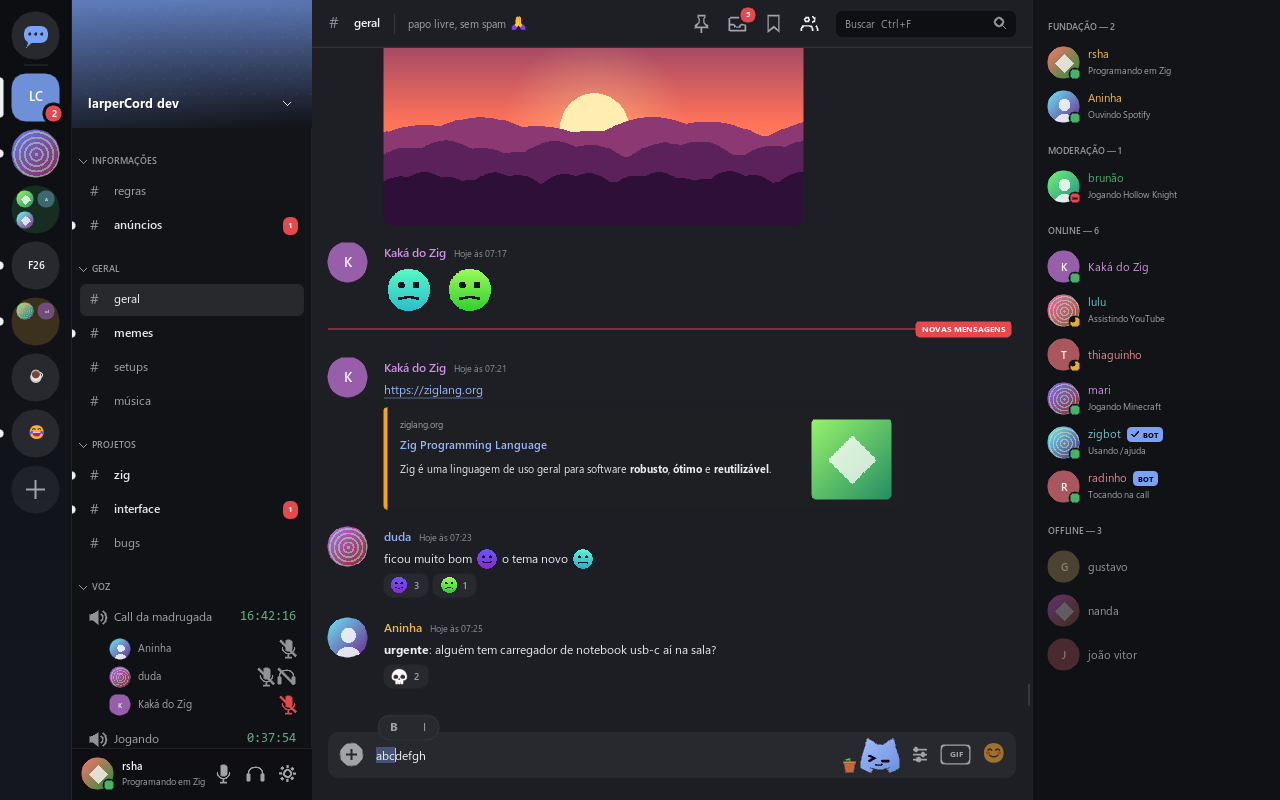 LC
2
F26
larperCord dev
INFORMAÇÕES
# regras
# anúncios 1
GERAL
# geral
# memes
# setups
# música
PROJETOS
# zig
# interface 1
# bugs
VOZ
Call da madrugada 16:42:16
Aninha
duda
K Kaká do Zig
Jogando 0:37:54
rsha
Programando em Zig
# geral papo livre, sem spam 🙏 5 Buscar Ctrl+F
K
Kaká do Zig Hoje às 07:17
NOVAS MENSAGENS
K
Kaká do Zig Hoje às 07:21
https://ziglang.org
ziglang.org
Zig Programming Language
Zig é uma linguagem de uso geral para software robusto, ótimo e reutilizável.
duda Hoje às 07:23
ficou muito bom o tema novo
3 1
Aninha Hoje às 07:25
urgente: alguém tem carregador de notebook usb-c aí na sala?
💀 2
B I
abcdefgh
GIF
FUNDAÇÃO — 2
rsha
Programando em Zig
Aninha
Ouvindo Spotify
MODERAÇÃO — 1
brunão
Jogando Hollow Knight
ONLINE — 6
K Kaká do Zig
lulu
Assistindo YouTube
T thiaguinho
mari
Jogando Minecraft
zigbot ✓ BOT
Usando /ajuda
R radinho BOT
Tocando na call
OFFLINE — 3
G gustavo
nanda
J joão vitor